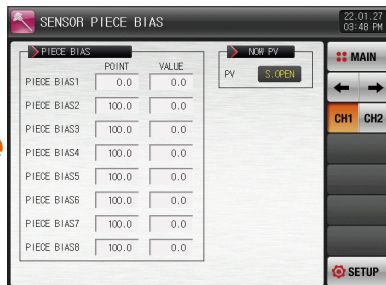 SENSOR PIECE BIAS
22.01.27
03:48 PM
PIECE BIAS
POINT VALUE
PIECE BIAS1 0.0 0.0
PIECE BIAS2 100.0 0.0
PIECE BIAS3 100.0 0.0
PIECE BIAS4 100.0 0.0
PIECE BIAS5 100.0 0.0
PIECE BIAS6 100.0 0.0
PIECE BIAS7 100.0 0.0
PIECE BIAS8 100.0 0.0
NOW PV
PV S.OPEN
MAIN
CH1 CH2
SETUP